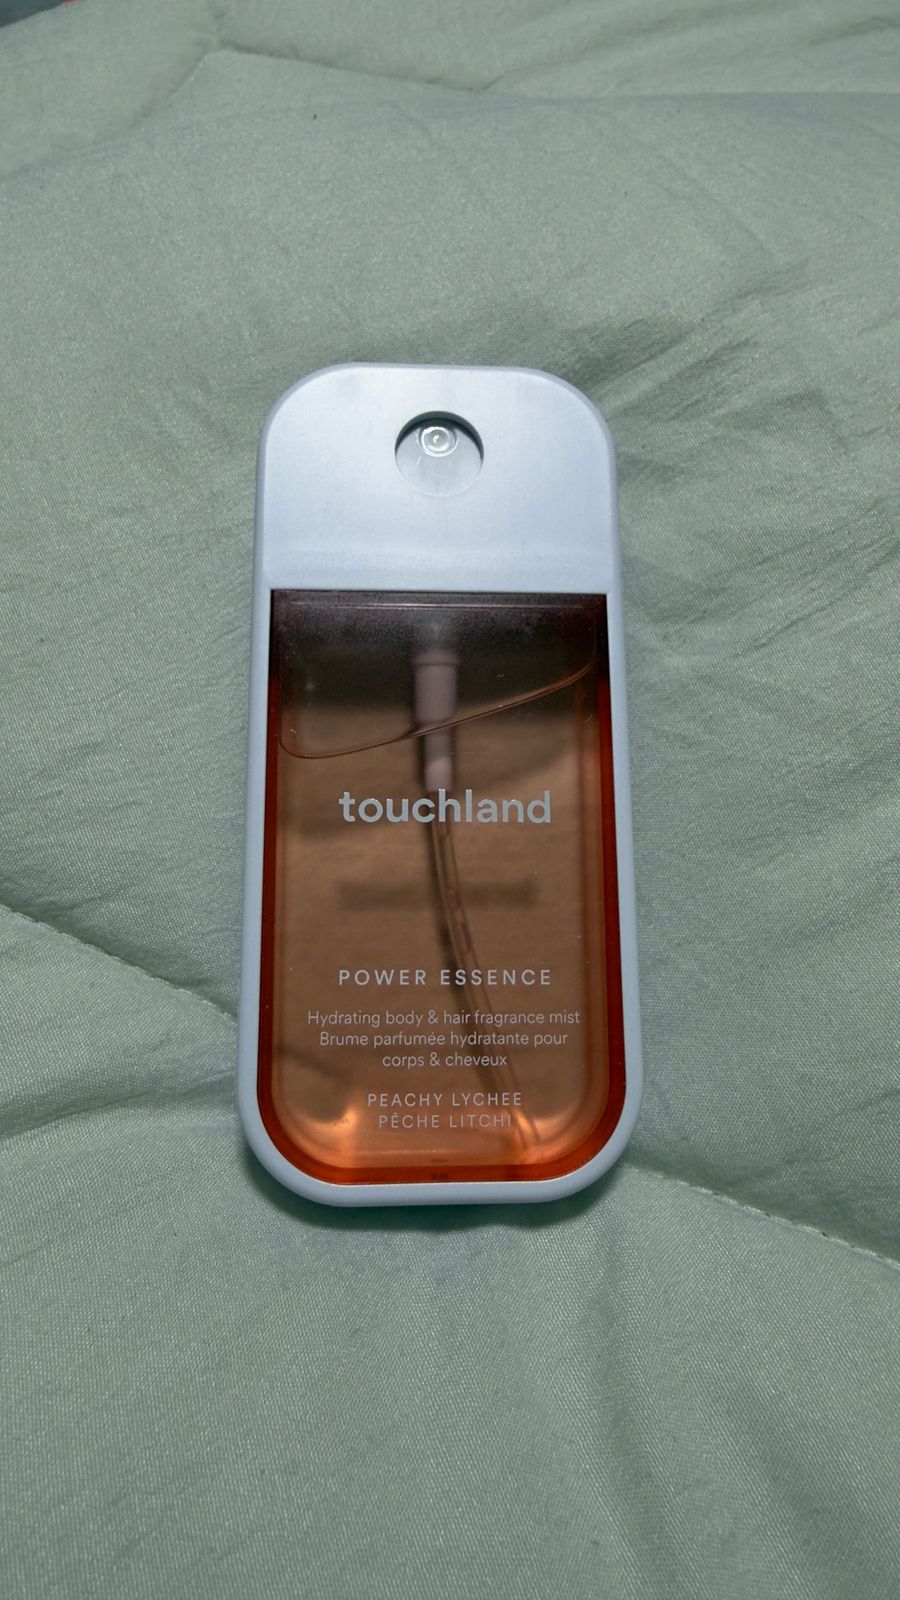 touchland
POWER ESSENCE
Hydrating body & hair fragrance mist
Brume parfumée hydratante pour
corps & cheveux
PEACHY LYCHEE
PÊCHE LITCHI